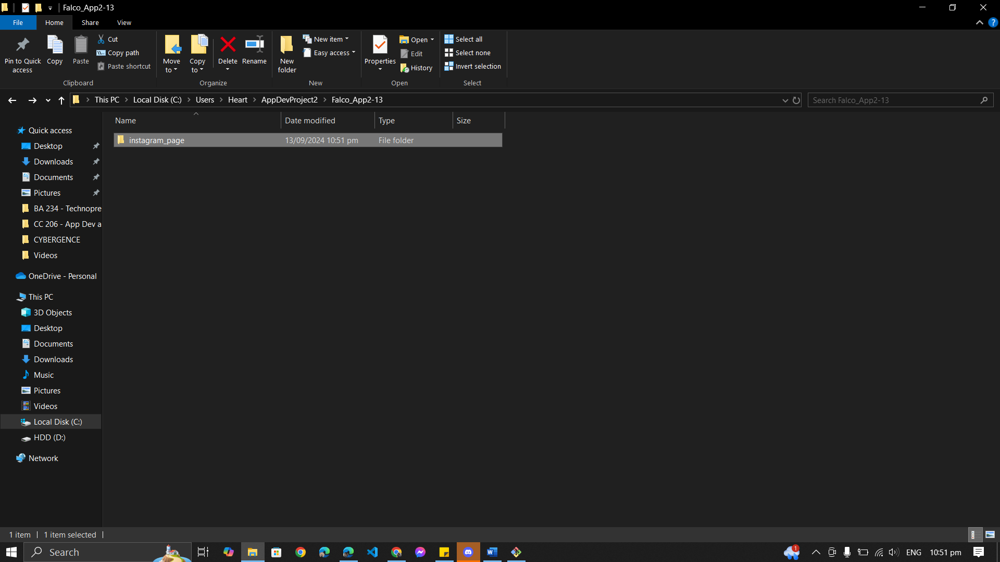 Falco_App2-13
File Home Share View
Pin to Quick access
Copy
Paste
Cut
Copy path
Paste shortcut
Clipboard
Move to
Copy to
Delete
Rename
Organize
New folder
New item
Easy access
New
Properties
Open
Edit
History
Open
Select all
Select none
Invert selection
Select
This PC Local Disk (C:) Users Heart AppDevProject2 Falco_App2-13
Search Falco_App2-13
Name Date modified Type Size
instagram_page 13/09/2024 10:51 pm File folder
Quick access
Desktop
Downloads
Documents
Pictures
BA 234 - Technopre
CC 206 - App Dev a
CYBERGENCE
Videos
OneDrive - Personal
This PC
3D Objects
Desktop
Documents
Downloads
Music
Pictures
Videos
Local Disk (C:)
HDD (D:)
Network
1 item 1 item selected
Search
1
ENG 10:51 pm